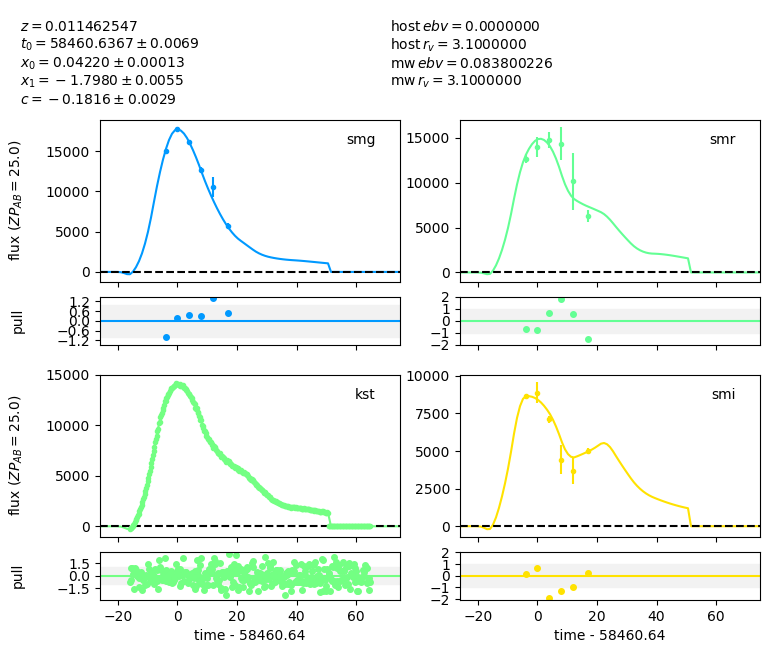 z = 0.011462547
t₀ = 58460.6367 ± 0.0069
x₀ = 0.04220 ± 0.00013
x₁ = −1.7980 ± 0.0055
c = −0.1816 ± 0.0029
host ebv = 0.0000000
host r_v = 3.1000000
mw ebv = 0.083800226
mw r_v = 3.1000000
smg
15000
10000
5000
0
flux (ZP_AB = 25.0)
smr
15000
10000
5000
0
1.2
0.6
0.0
−0.6
−1.2
pull
2
1
0
−1
−2
kst
15000
10000
5000
0
flux (ZP_AB = 25.0)
smi
10000
7500
5000
2500
0
1.5
0.0
−1.5
pull
−20 0 20 40 60
time - 58460.64
2
1
0
−1
−2
−20 0 20 40 60
time - 58460.64